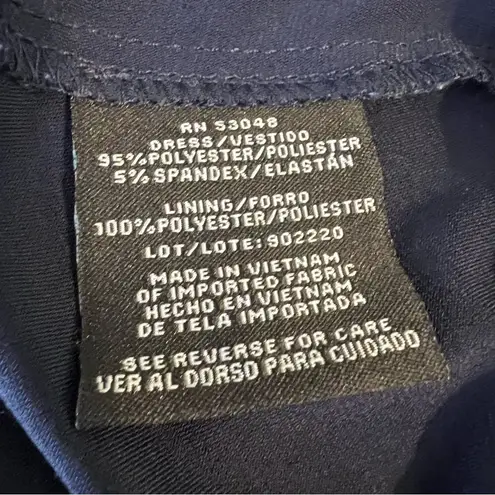 RN 53048
DRESS/VESTIDO
95%POLYESTER/POLIESTER
5%SPANDEX/ELASTÁN
LINING/FORRO
100%POLYESTER/POLIESTER
LOT/LOTE:902220
MADE IN VIETNAM
OF IMPORTED FABRIC
HECHO EN VIETNAM
DE TELA IMPORTADA
SEE REVERSE FOR CARE
VER AL DORSO PARA CUIDADO